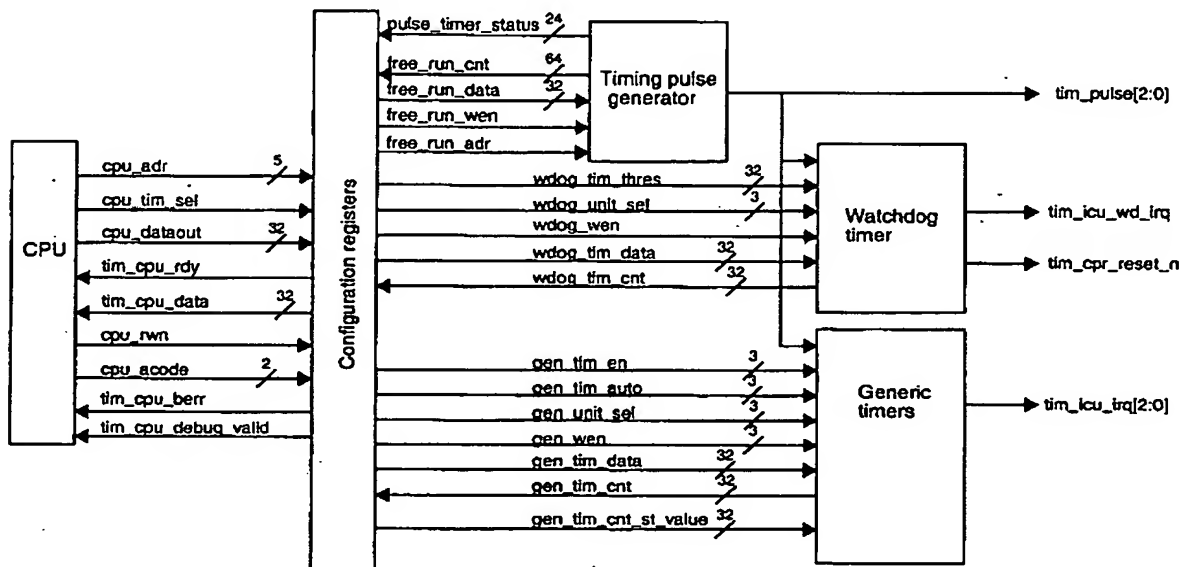 pulse_timer_status 24
free_run_cnt 64
free_run_data 32
free_run_wen
free_run_adr
Timing pulse
generator
tim_pulse[2:0]
CPU
cpu_adr 5
cpu_tim_sel
cpu_dataout 32
tim_cpu_rdy
tim_cpu_data 32
cpu_rwn
cpu_acode 2
tim_cpu_berr
tim_cpu_debug_valid
Configuration registers
wdog_tim_thres 32
wdog_unit_sel 3
wdog_wen
wdog_tim_data 32
wdog_tim_cnt 32
Watchdog
timer
tim_icu_wd_irq
tim_cpr_reset_n
gen_tim_en 3
gen_tim_auto 3
gen_unit_sel 3
gen_wen 3
gen_tim_data 32
gen_tim_cnt 32
gen_tim_cnt_st_value 32
Generic
timers
tim_icu_irq[2:0]